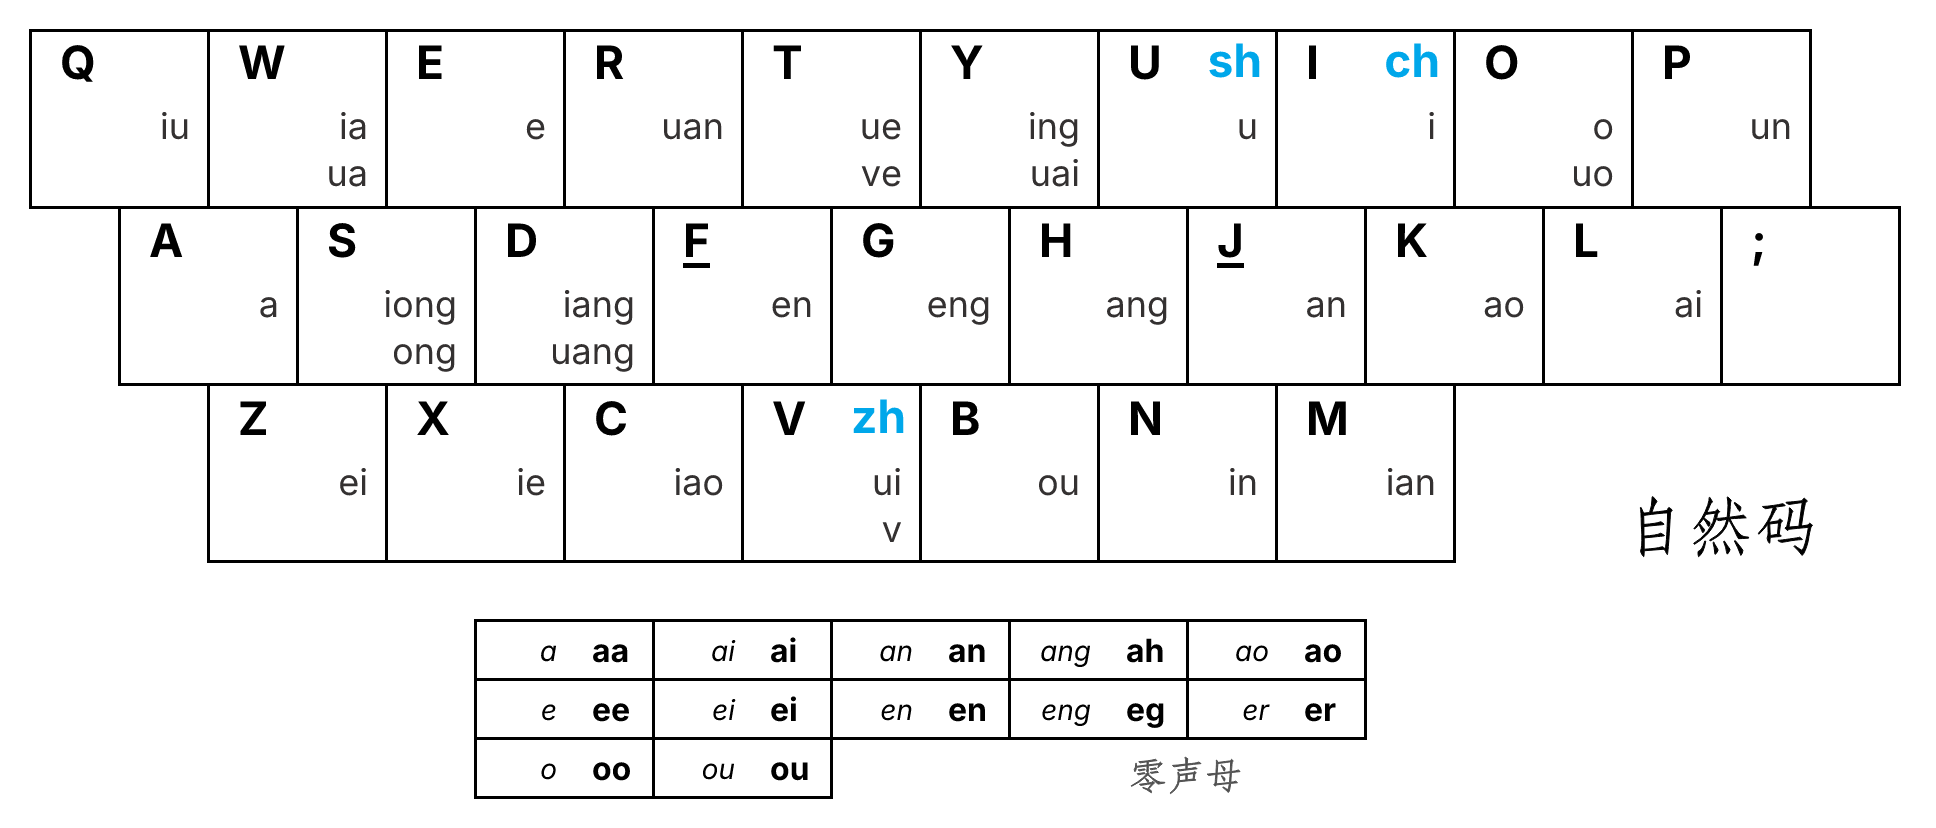 Q W E R T Y U sh I ch O P
iu ia e uan ue ing u i o un
ua ve uai uo
A S D F G H J K L ;
a iong iang en eng ang an ao ai
ong uang
Z X C V zh B N M
ei ie iao ui ou in ian
v
自然码
a aa ai ai an an ang ah ao ao
e ee ei ei en en eng eg er er
o oo ou ou
零声母